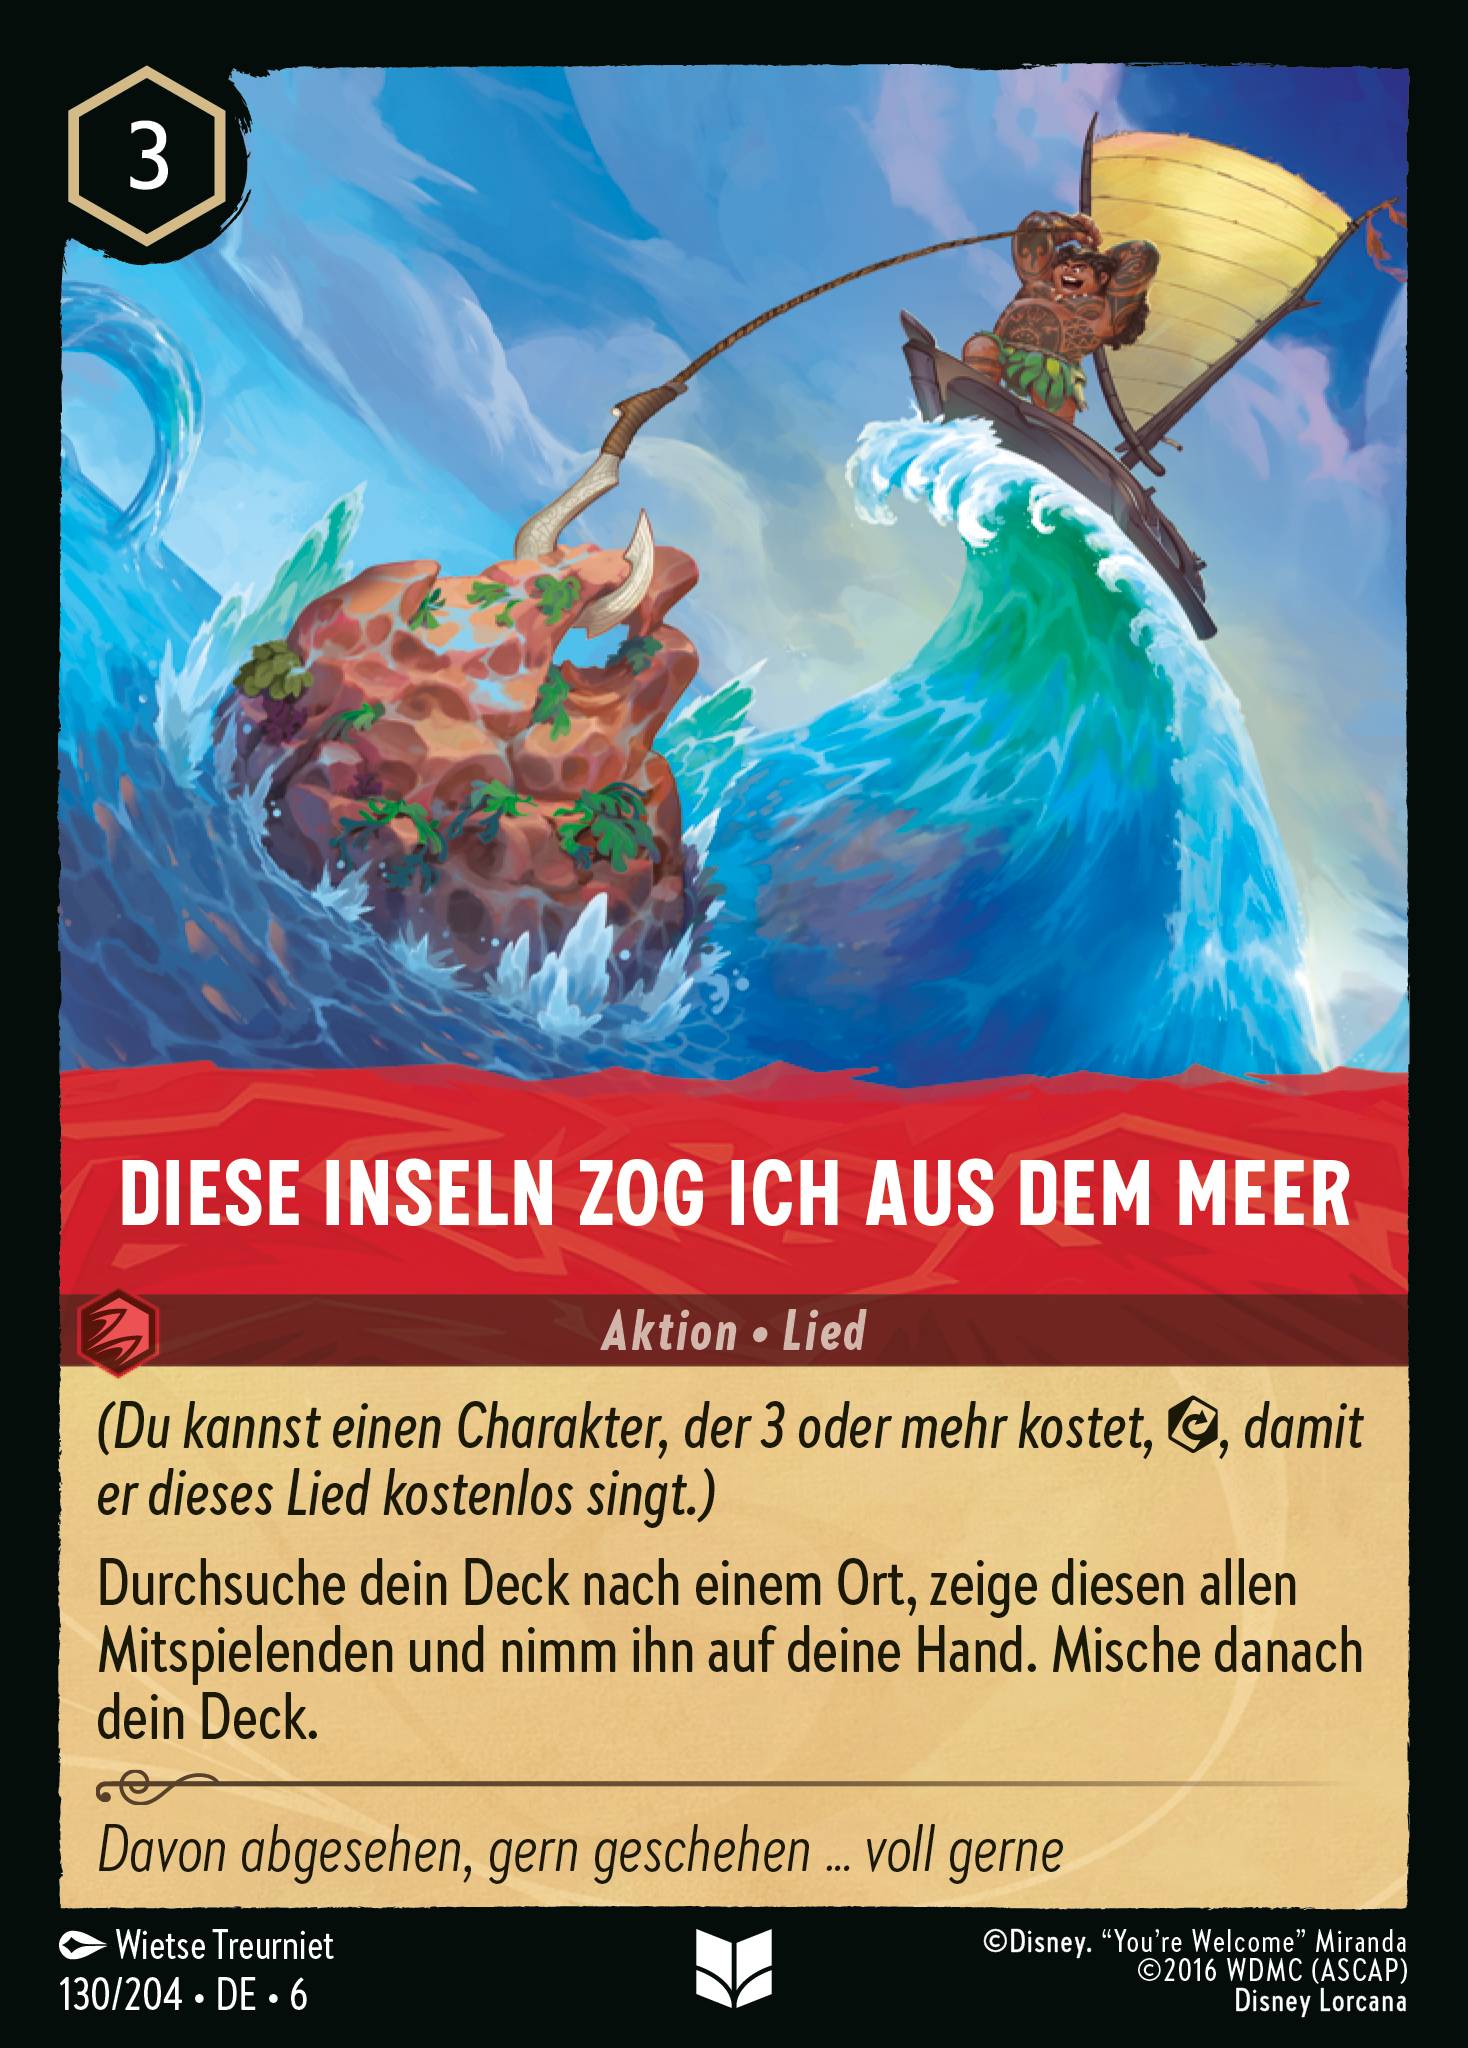 3
DIESE INSELN ZOG ICH AUS DEM MEER
Aktion • Lied
(Du kannst einen Charakter, der 3 oder mehr kostet, , damit
er dieses Lied kostenlos singt.)
Durchsuche dein Deck nach einem Ort, zeige diesen allen
Mitspielenden und nimm ihn auf deine Hand. Mische danach
dein Deck.
Davon abgesehen, gern geschehen ... voll gerne
Wietse Treurniet
130/204 • DE • 6
©Disney. “You’re Welcome” Miranda
©2016 WDMC (ASCAP)
Disney Lorcana